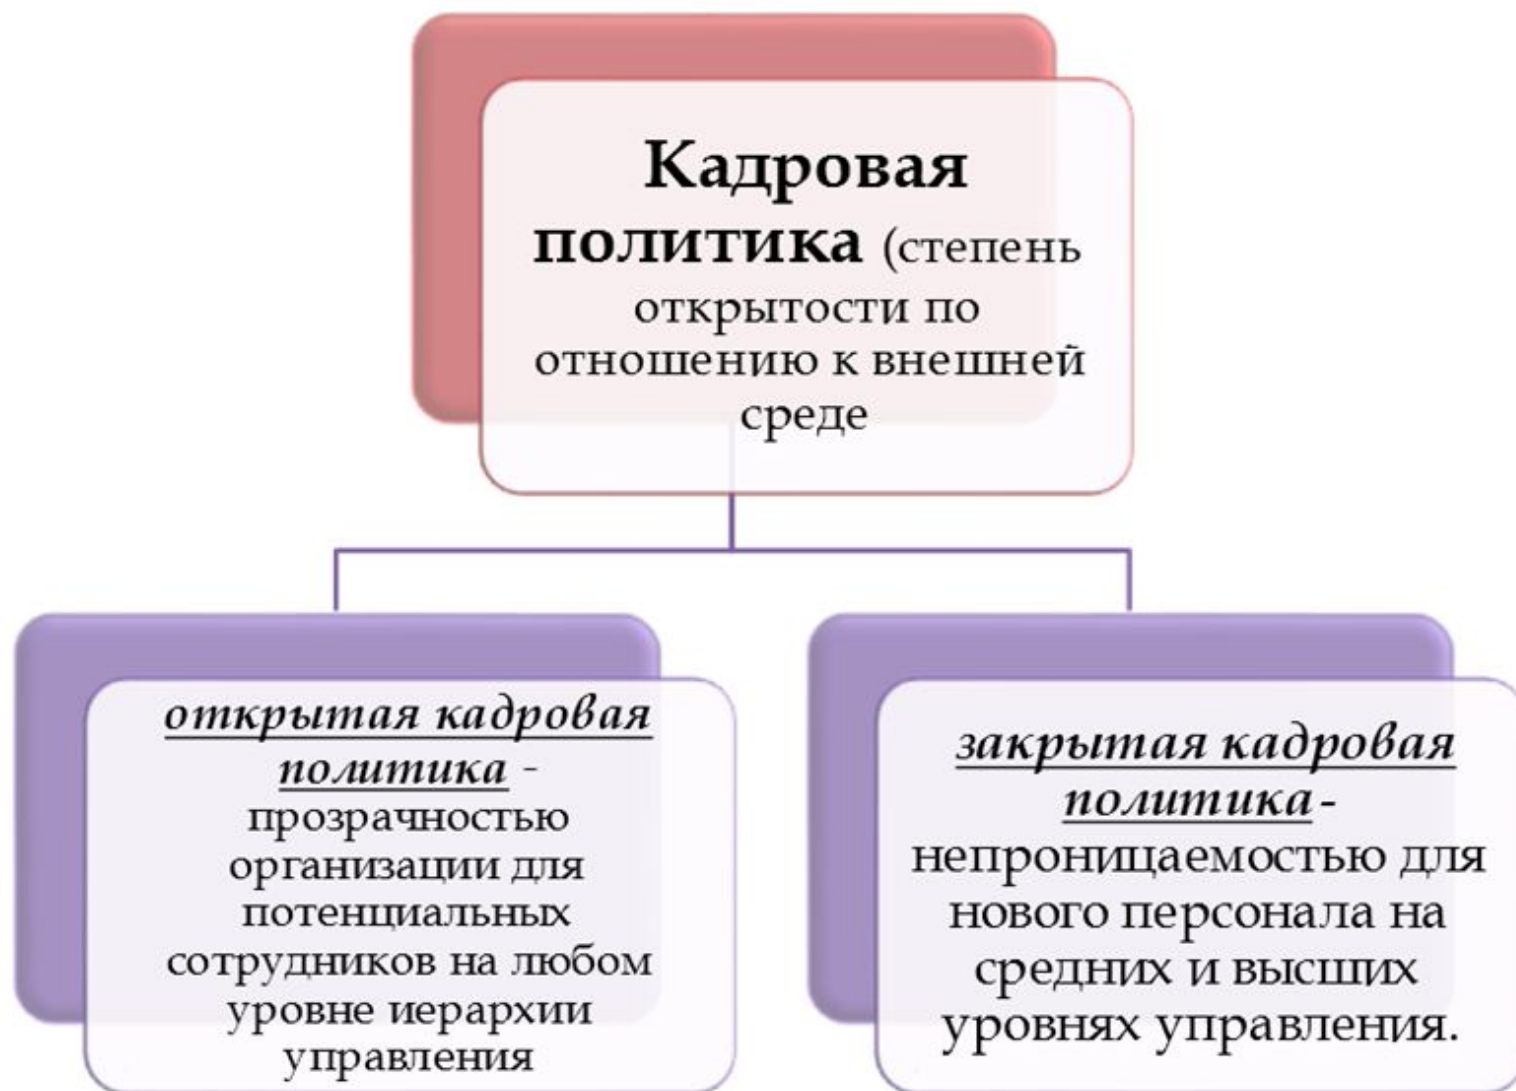 Кадровая
политика (степень
открытости по
отношению к внешней
среде
открытая кадровая
политика -
прозрачностью
организации для
потенциальных
сотрудников на любом
уровне иерархии
управления
закрытая кадровая
политика-
непроницаемостью для
нового персонала на
средних и высших
уровнях управления.